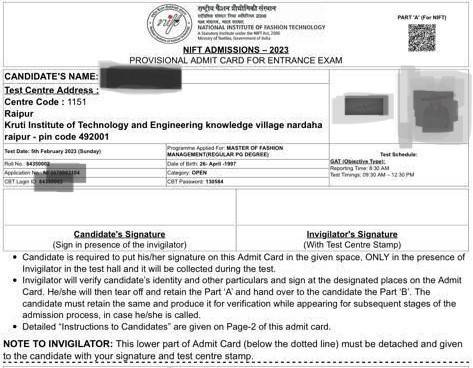 राष्ट्रीय फैशन प्रौद्योगिकी संस्थान
NATIONAL INSTITUTE OF FASHION TECHNOLOGY
A Statutory Institute under the NIFT Act, 2006
Ministry of Textiles, Government of India
PART 'A' (For NIFT)
NIFT ADMISSIONS – 2023
PROVISIONAL ADMIT CARD FOR ENTRANCE EXAM
CANDIDATE'S NAME:
Test Centre Address :
Centre Code : 1151
Raipur
Kruti Institute of Technology and Engineering knowledge village nardaha
raipur - pin code 492001
Test Date: 5th February 2023 (Sunday)
Programme Applied For: MASTER OF FASHION
MANAGEMENT(REGULAR PG DEGREE)
Test Schedule:
GAT (Objective Type):
Reporting Time: 8:30 AM
Test Timings: 09:30 AM – 12:30 PM
Roll No.
Date of Birth: 26- April -1997
Application No.
Category: OPEN
CBT Login ID:
CBT Password: 130584
Candidate's Signature
(Sign in presence of the invigilator)
Invigilator's Signature
(With Test Centre Stamp)
• Candidate is required to put his/her signature on this Admit Card in the given space, ONLY in the presence of
Invigilator in the test hall and it will be collected during the test.
• Invigilator will verify candidate's identity and other particulars and sign at the designated places on the Admit
Card. He/she will then tear off and retain the Part 'A' and hand over to the candidate the Part 'B'. The
candidate must retain the same and produce it for verification while appearing for subsequent stages of the
admission process, in case he/she is called.
• Detailed "Instructions to Candidates" are given on Page-2 of this admit card.
NOTE TO INVIGILATOR: This lower part of Admit Card (below the dotted line) must be detached and given
to the candidate with your signature and test centre stamp.